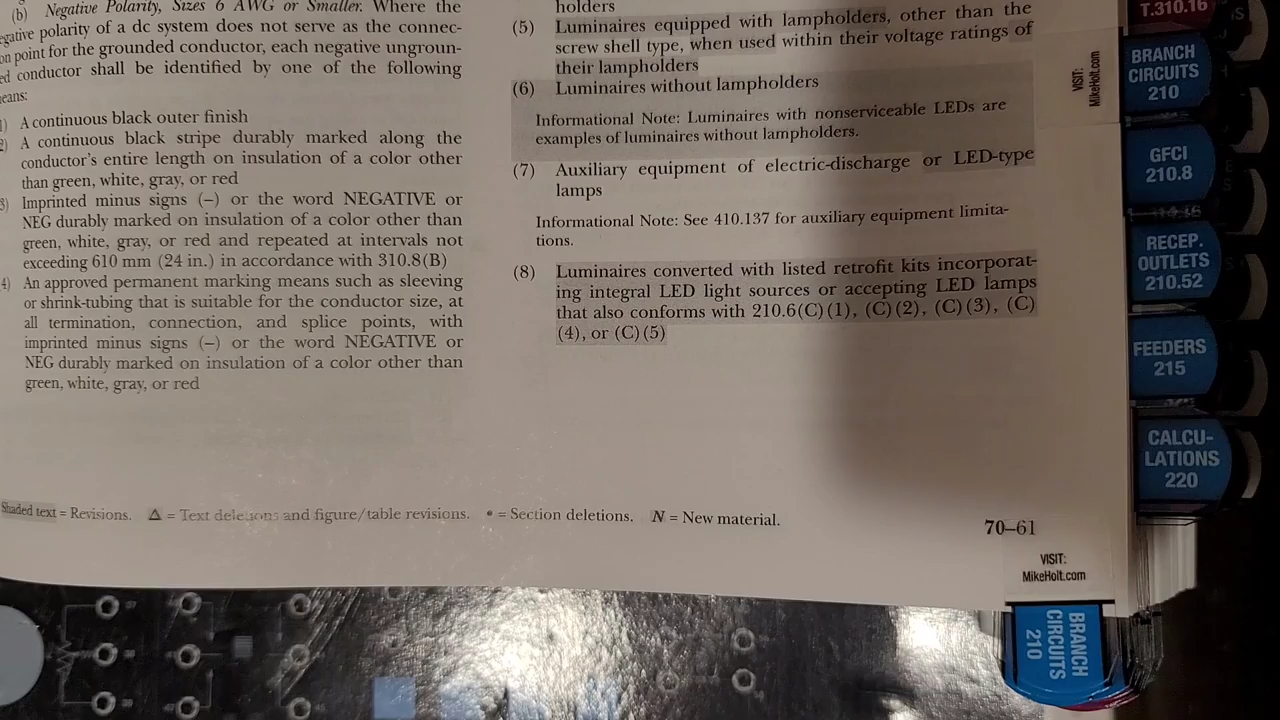 (b) Negative Polarity, Sizes 6 AWG or Smaller. Where the
egative polarity of a dc system does not serve as the connec-
on point for the grounded conductor, each negative ungroun-
ed conductor shall be identified by one of the following
eans:
1) A continuous black outer finish
2) A continuous black stripe durably marked along the
conductor's entire length on insulation of a color other
than green, white, gray, or red
3) Imprinted minus signs (−) or the word NEGATIVE or
NEG durably marked on insulation of a color other than
green, white, gray, or red and repeated at intervals not
exceeding 610 mm (24 in.) in accordance with 310.8(B)
4) An approved permanent marking means such as sleeving
or shrink-tubing that is suitable for the conductor size, at
all termination, connection, and splice points, with
imprinted minus signs (−) or the word NEGATIVE or
NEG durably marked on insulation of a color other than
green, white, gray, or red
holders
(5) Luminaires equipped with lampholders, other than the
screw shell type, when used within their voltage ratings of
their lampholders
(6) Luminaires without lampholders
Informational Note: Luminaires with nonserviceable LEDs are
examples of luminaires without lampholders.
(7) Auxiliary equipment of electric-discharge or LED-type
lamps
Informational Note: See 410.137 for auxiliary equipment limita-
tions.
(8) Luminaires converted with listed retrofit kits incorporat-
ing integral LED light sources or accepting LED lamps
that also conforms with 210.6(C)(1), (C)(2), (C)(3), (C)
(4), or (C)(5)
Shaded text = Revisions. Δ = Text deletions and figure/table revisions. • = Section deletions. N = New material.
70–61
VISIT:
MikeHolt.com
VISIT:
MikeHolt.com
T.310.16
BRANCH
CIRCUITS
210
GFCI
210.8
RECEP.
OUTLETS
210.52
FEEDERS
215
CALCU-
LATIONS
220
BRANCH
CIRCUITS
210